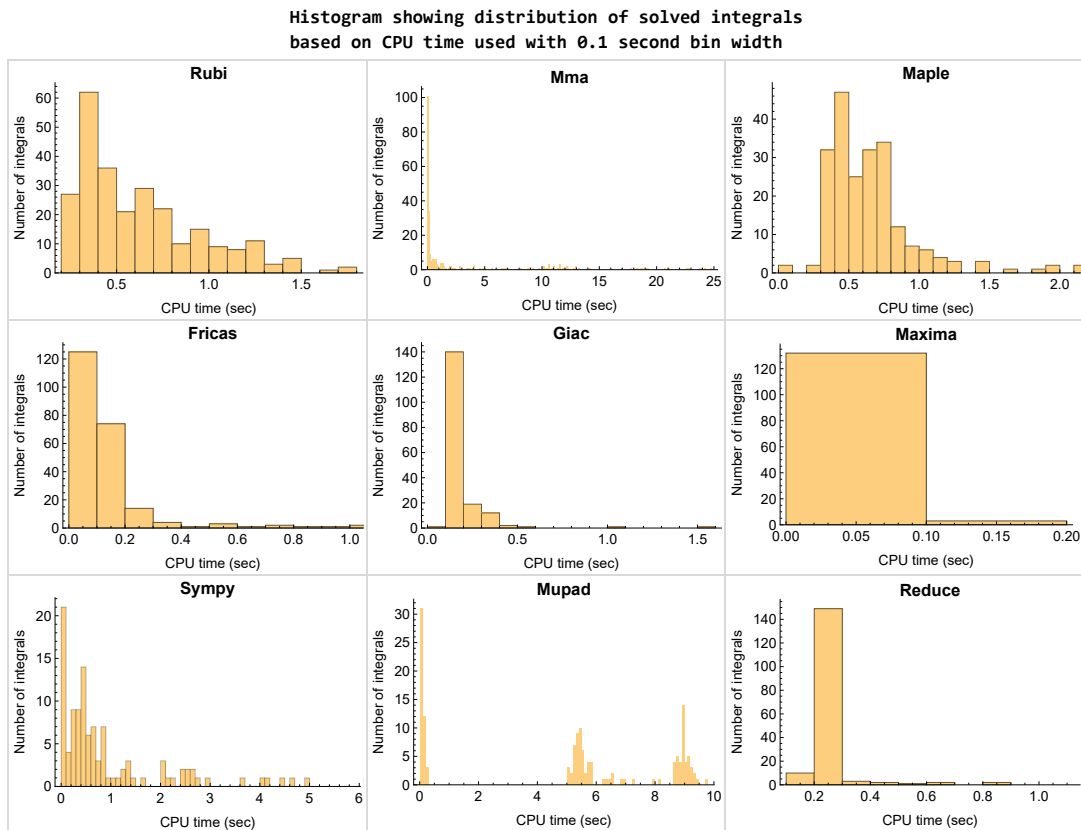 Histogram showing distribution of solved integrals
based on CPU time used with 0.1 second bin width
Rubi
Number of integrals
0 10 20 30 40 50 60
0.5 1.0 1.5
CPU time (sec)
Mma
Number of integrals
0 20 40 60 80 100
0 5 10 15 20 25
CPU time (sec)
Maple
Number of integrals
0 10 20 30 40
0.0 0.5 1.0 1.5 2.0
CPU time (sec)
Fricas
Number of integrals
0 20 40 60 80 100 120
0.0 0.2 0.4 0.6 0.8 1.0
CPU time (sec)
Giac
Number of integrals
0 20 40 60 80 100 120 140
0.0 0.5 1.0 1.5
CPU time (sec)
Maxima
Number of integrals
0 20 40 60 80 100 120
0.00 0.05 0.10 0.15 0.20
CPU time (sec)
Sympy
Number of integrals
0 5 10 15 20
0 1 2 3 4 5 6
CPU time (sec)
Mupad
Number of integrals
0 5 10 15 20 25 30
0 2 4 6 8 10
CPU time (sec)
Reduce
Number of integrals
0 20 40 60 80 100 120 140
0.2 0.4 0.6 0.8 1.0
CPU time (sec)